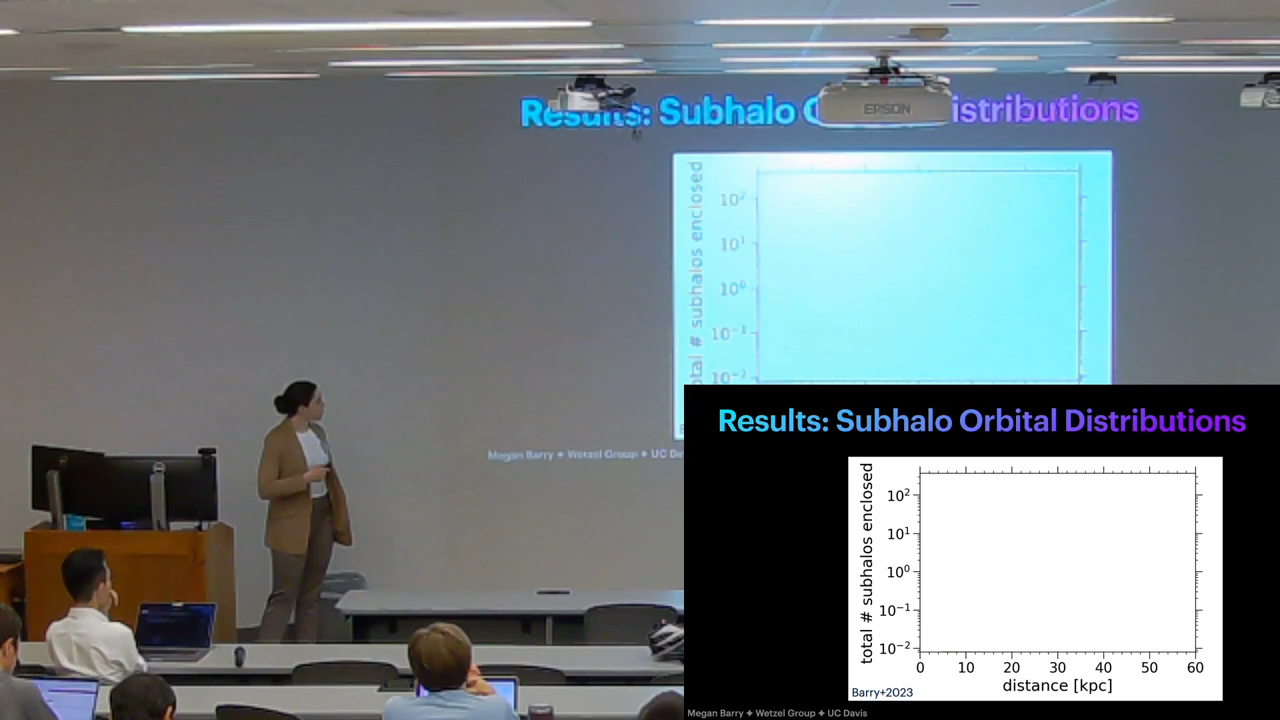 Results: Subhalo O
istributions
EPSON
total # subhalos enclosed
10²
10¹
10⁰
10⁻¹
10⁻²
Megan Barry ✦ Wetzel Group ✦ UC Da
Results: Subhalo Orbital Distributions
total # subhalos enclosed
10²
10¹
10⁰
10⁻¹
10⁻²
0 10 20 30 40 50 60
distance [kpc]
Barry+2023
Megan Barry ✦ Wetzel Group ✦ UC Davis